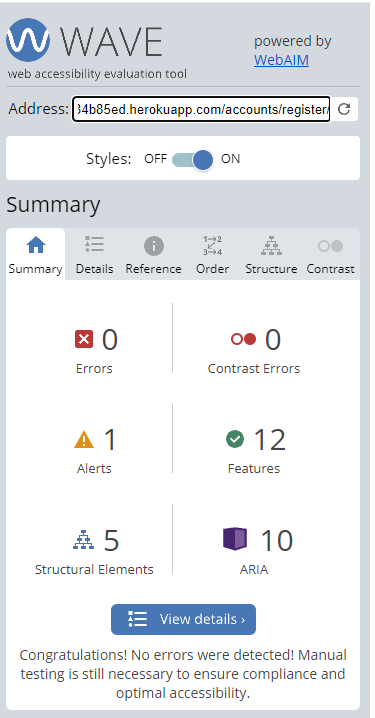 WAVE
web accessibility evaluation tool
powered by
WebAIM
Address: 34b85ed.herokuapp.com/accounts/register/
Styles: OFF ON
Summary
Summary Details Reference Order Structure Contrast
0 0
Errors Contrast Errors
1 12
Alerts Features
5 10
Structural Elements ARIA
View details ›
Congratulations! No errors were detected! Manual
testing is still necessary to ensure compliance and
optimal accessibility.